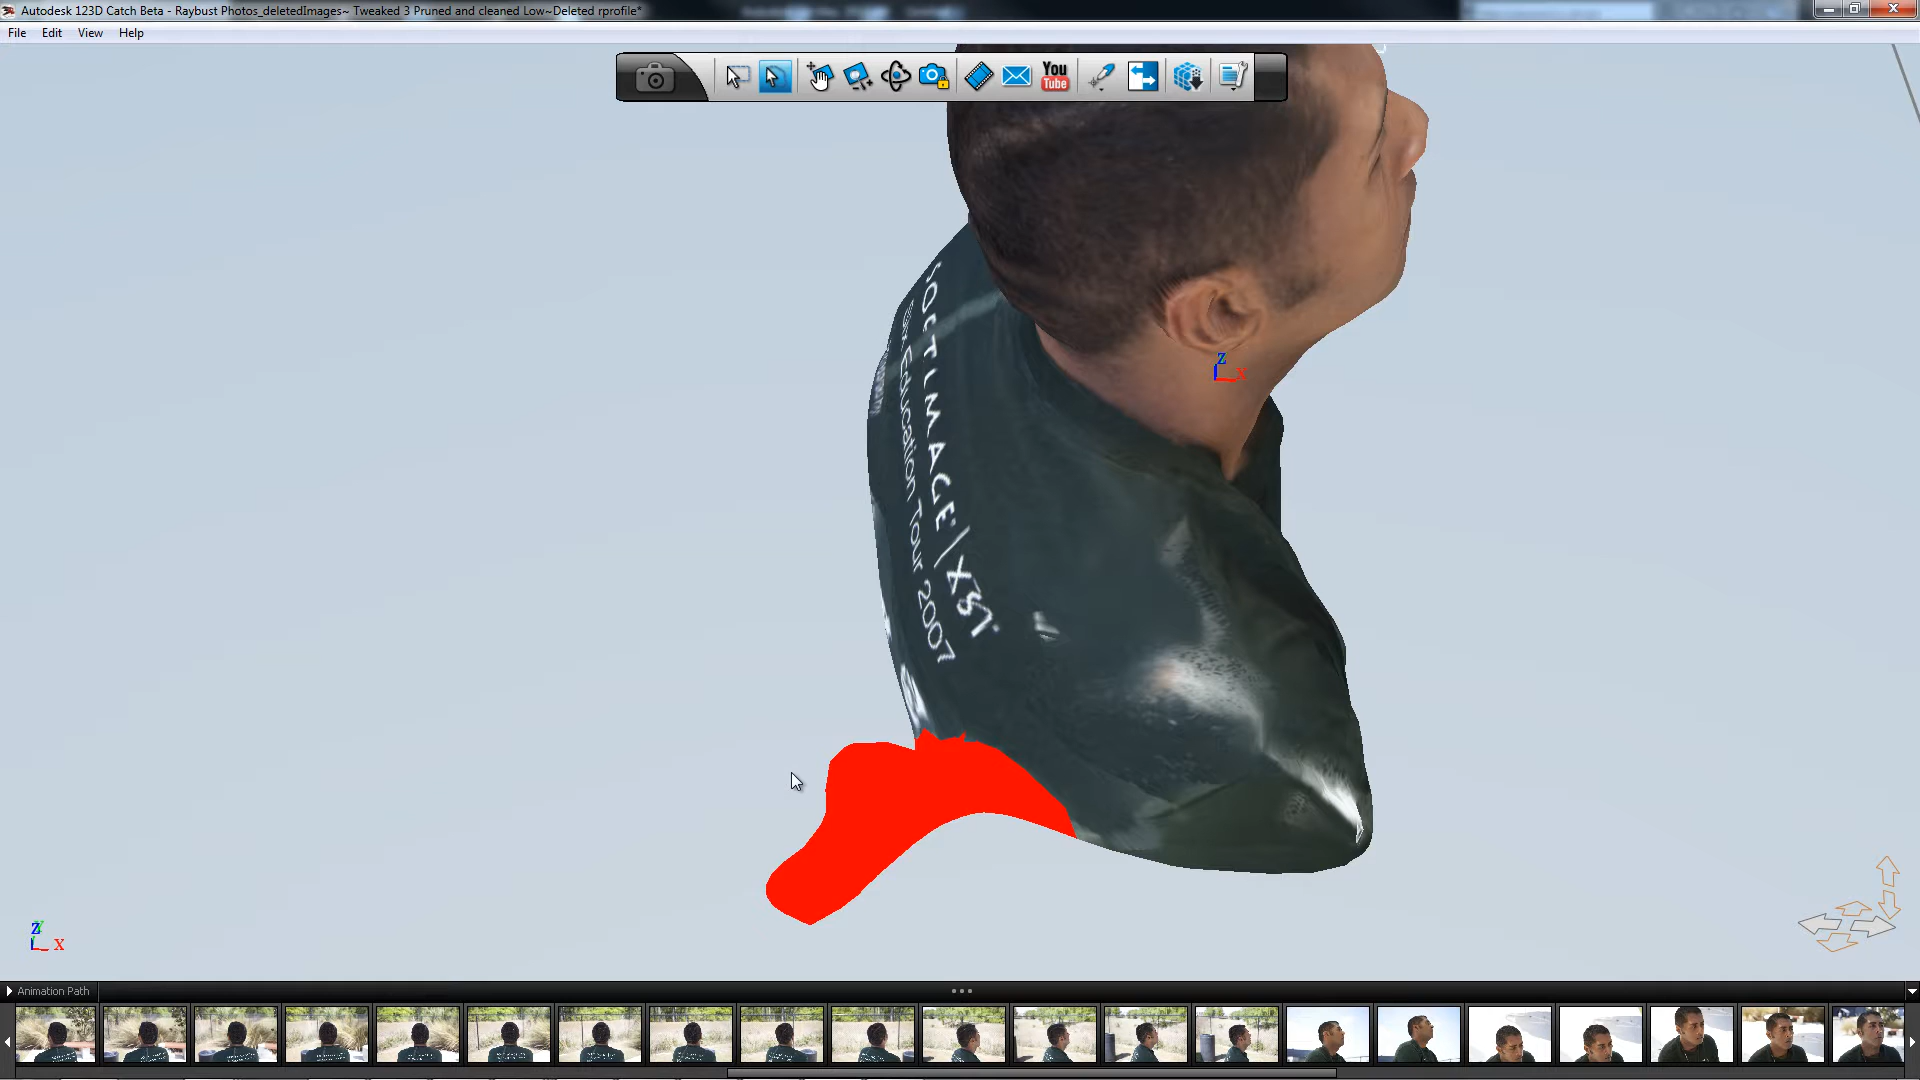 Autodesk 123D Catch Beta - Raybust Photos_deletedImages~ Tweaked 3 Pruned and cleaned Low~Deleted rprofile*
File Edit View Help
You
Tube
SOFTIMAGE|XSI
Education Tour 2007
Z
X
Z
X
Animation Path